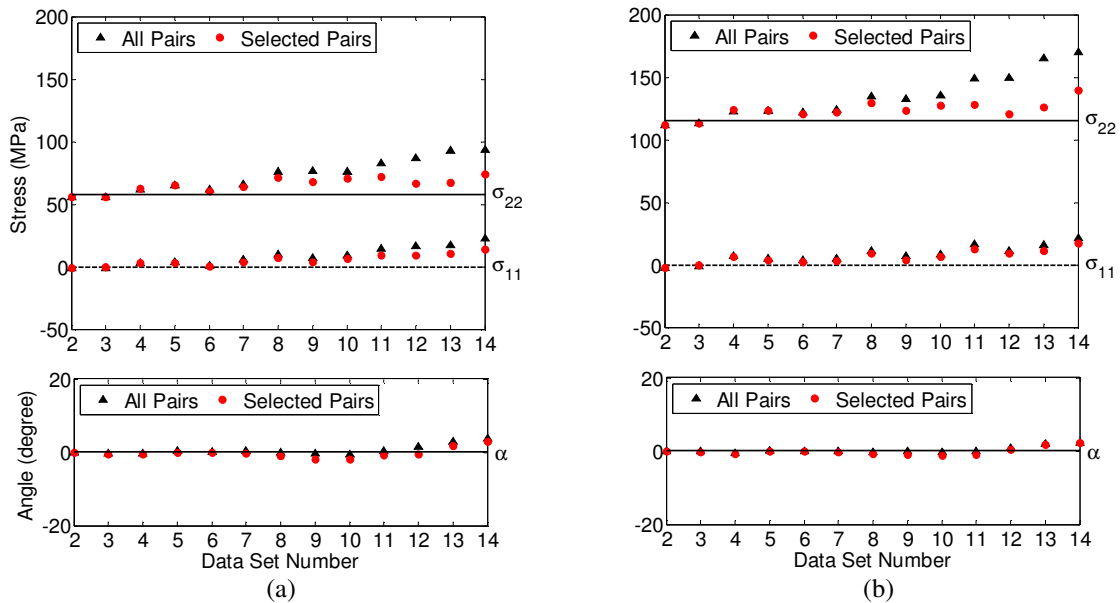 200
150
100
50
0
-50
Stress (MPa)
All Pairs Selected Pairs
σ22
σ11
2 3 4 5 6 7 8 9 10 11 12 13 14
20
0
-20
Angle (degree)
All Pairs Selected Pairs
α
2 3 4 5 6 7 8 9 10 11 12 13 14
Data Set Number
(a)
200
150
100
50
0
-50
All Pairs Selected Pairs
σ22
σ11
2 3 4 5 6 7 8 9 10 11 12 13 14
20
0
-20
All Pairs Selected Pairs
α
2 3 4 5 6 7 8 9 10 11 12 13 14
Data Set Number
(b)